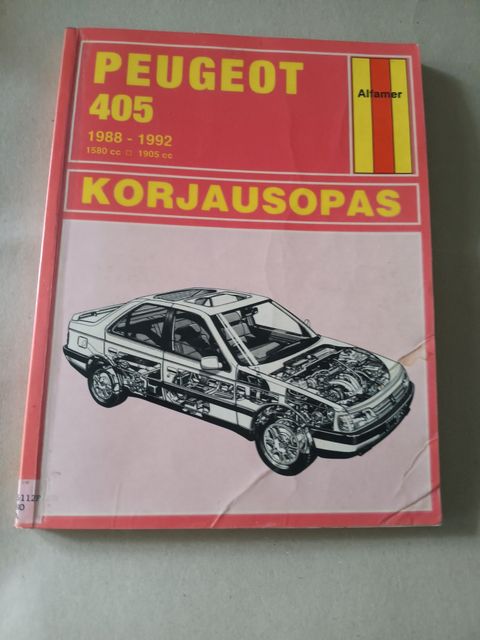 PEUGEOT
405
1988 - 1992
1580 cc □ 1905 cc
Alfamer
KORJAUSOPAS